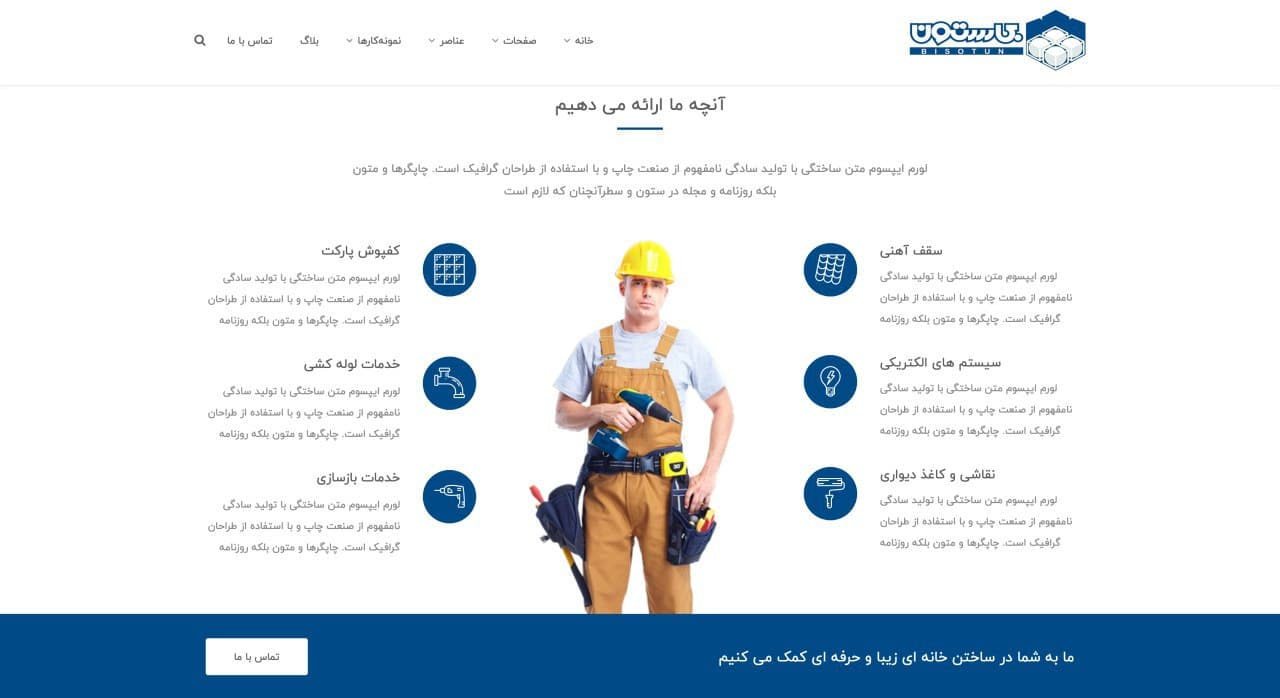 بیستون
BISOTUN
خانه
صفحات
عناصر
نمونه‌کارها
بلاگ
تماس با ما
آنچه ما ارائه می دهیم
لورم ایپسوم متن ساختگی با تولید سادگی نامفهوم از صنعت چاپ و با استفاده از طراحان گرافیک است. چاپگرها و متون
بلکه روزنامه و مجله در ستون و سطرآنچنان که لازم است
سقف آهنی
لورم ایپسوم متن ساختگی با تولید سادگی
نامفهوم از صنعت چاپ و با استفاده از طراحان
گرافیک است. چاپگرها و متون بلکه روزنامه
سیستم های الکتریکی
لورم ایپسوم متن ساختگی با تولید سادگی
نامفهوم از صنعت چاپ و با استفاده از طراحان
گرافیک است. چاپگرها و متون بلکه روزنامه
نقاشی و کاغذ دیواری
لورم ایپسوم متن ساختگی با تولید سادگی
نامفهوم از صنعت چاپ و با استفاده از طراحان
گرافیک است. چاپگرها و متون بلکه روزنامه
کفپوش پارکت
لورم ایپسوم متن ساختگی با تولید سادگی
نامفهوم از صنعت چاپ و با استفاده از طراحان
گرافیک است. چاپگرها و متون بلکه روزنامه
خدمات لوله کشی
لورم ایپسوم متن ساختگی با تولید سادگی
نامفهوم از صنعت چاپ و با استفاده از طراحان
گرافیک است. چاپگرها و متون بلکه روزنامه
خدمات بازسازی
لورم ایپسوم متن ساختگی با تولید سادگی
نامفهوم از صنعت چاپ و با استفاده از طراحان
گرافیک است. چاپگرها و متون بلکه روزنامه
ما به شما در ساختن خانه ای زیبا و حرفه ای کمک می کنیم
تماس با ما